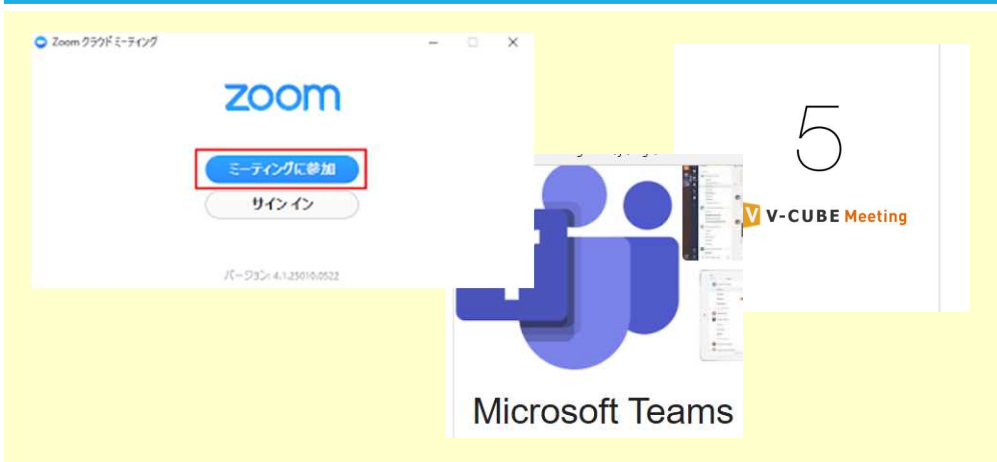 Zoom クラウド ミーティング
zoom
ミーティングに参加
サイン イン
バージョン: 4.1.25010.0522
5
V-CUBE Meeting
Microsoft Teams